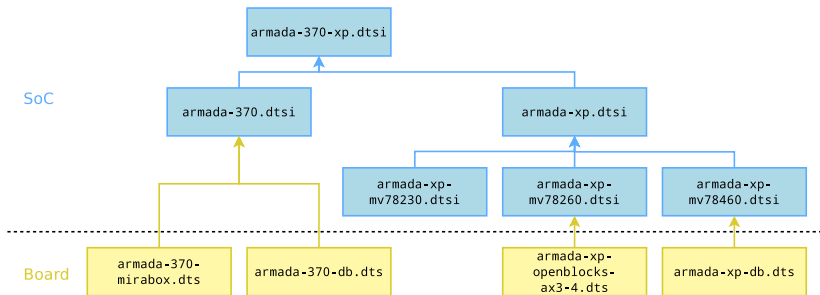 armada-370-xp.dtsi
SoC
armada-370.dtsi
armada-xp.dtsi
armada-xp-
mv78230.dtsi
armada-xp-
mv78260.dtsi
armada-xp-
mv78460.dtsi
Board
armada-370-
mirabox.dts
armada-370-db.dts
armada-xp-
openblocks-
ax3-4.dts
armada-xp-db.dts